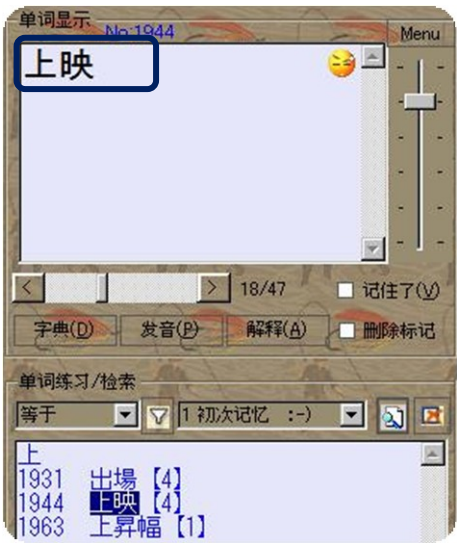 单词显示
No:1944
Menu
上映
< > 18/47
记住了(V)
字典(D) 发音(P) 解释(A)
删除标记
单词练习/检索
等于 1 初次记忆 :-)
上
1931 出場【4】
1944 上映【4】
1963 上昇幅【1】